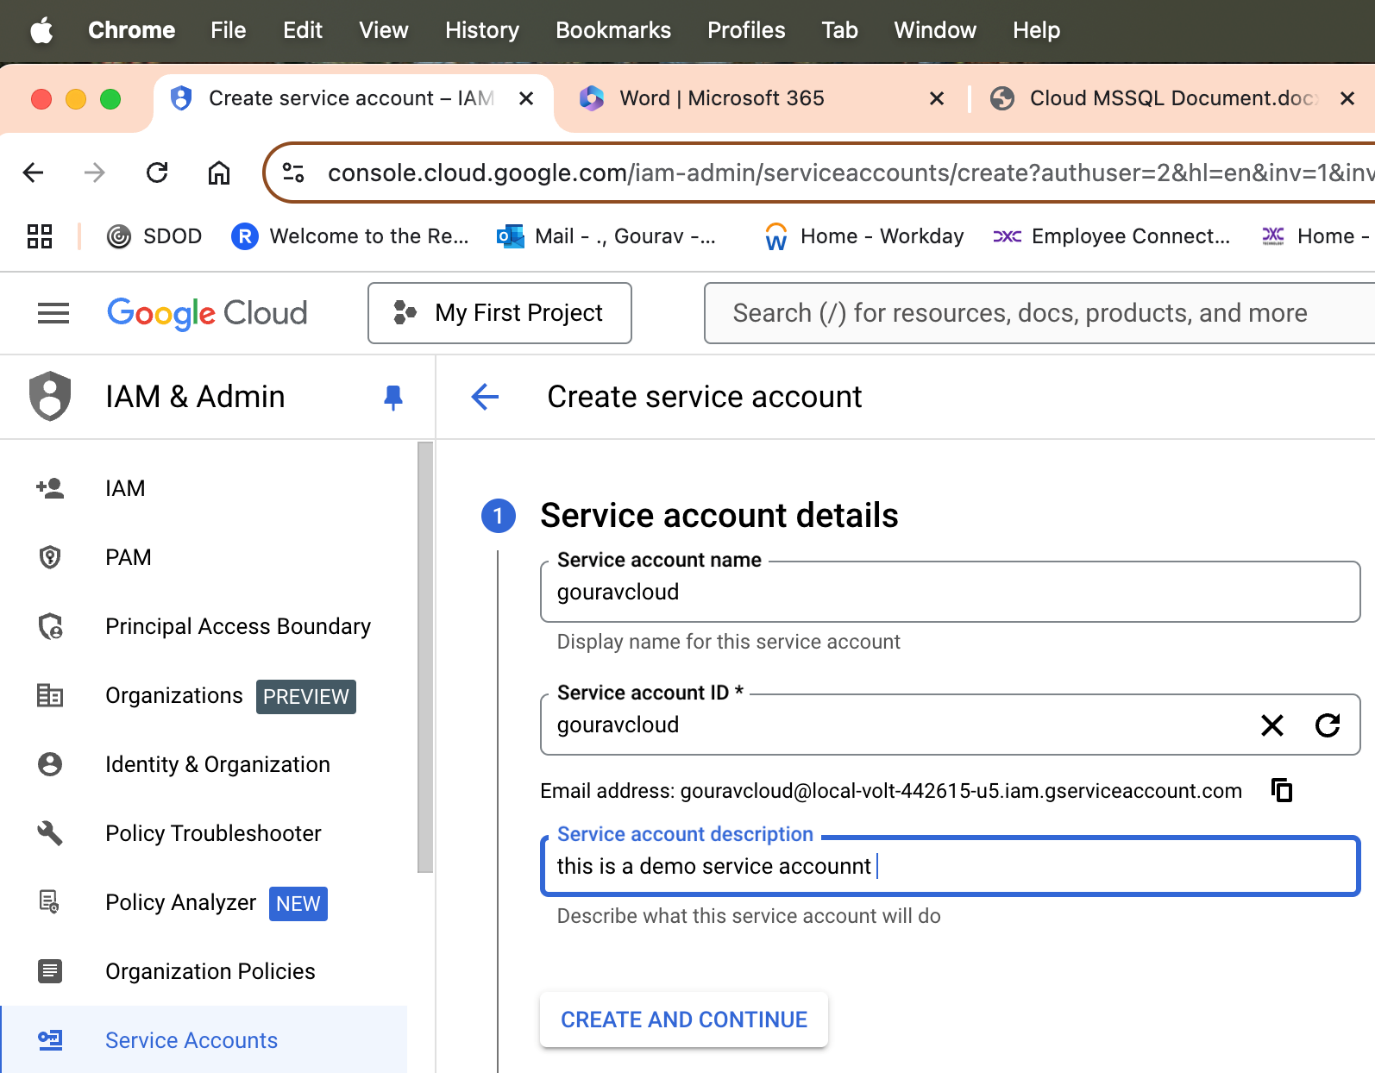 Chrome File Edit View History Bookmarks Profiles Tab Window Help
Create service account – IAM Word | Microsoft 365 Cloud MSSQL Document.doc
console.cloud.google.com/iam-admin/serviceaccounts/create?authuser=2&hl=en&inv=1&inv
SDOD R Welcome to the Re... Mail - ., Gourav -... Home - Workday Employee Connect... Home -
Google Cloud My First Project Search (/) for resources, docs, products, and more
IAM & Admin Create service account
IAM
PAM
Principal Access Boundary
Organizations PREVIEW
Identity & Organization
Policy Troubleshooter
Policy Analyzer NEW
Organization Policies
Service Accounts
1 Service account details
Service account name
gouravcloud
Display name for this service account
Service account ID *
gouravcloud
Email address: gouravcloud@local-volt-442615-u5.iam.gserviceaccount.com
Service account description
this is a demo service accounnt
Describe what this service account will do
CREATE AND CONTINUE